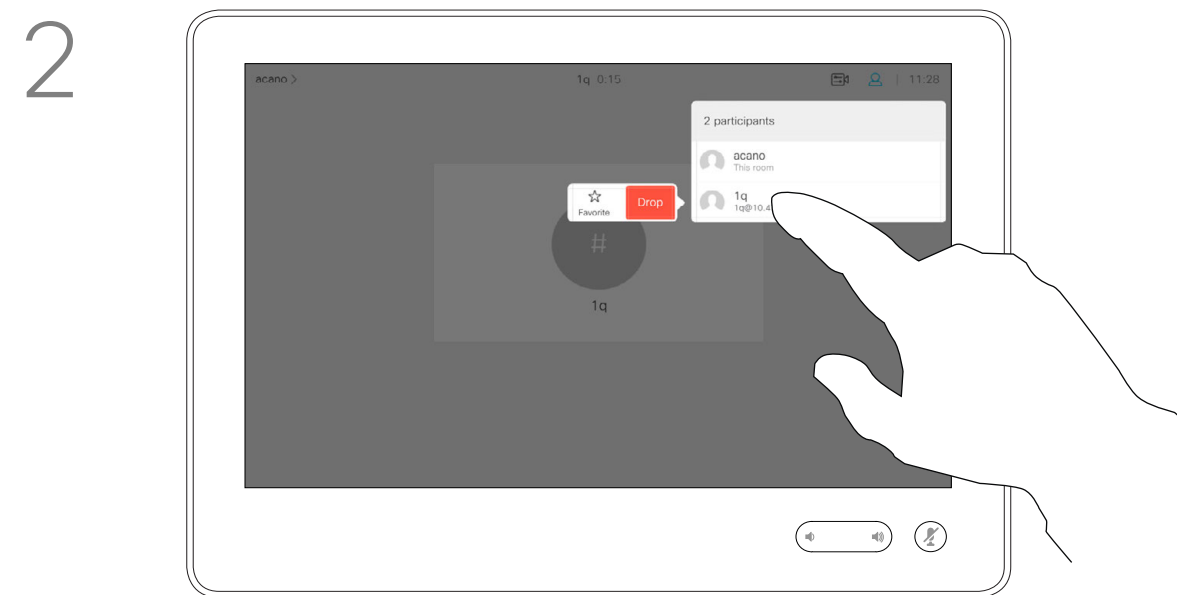 2
acano >
1q 0:15
11:28
2 participants
acano
This room
1q
1q@10.4
Favorite
Drop
#
1q